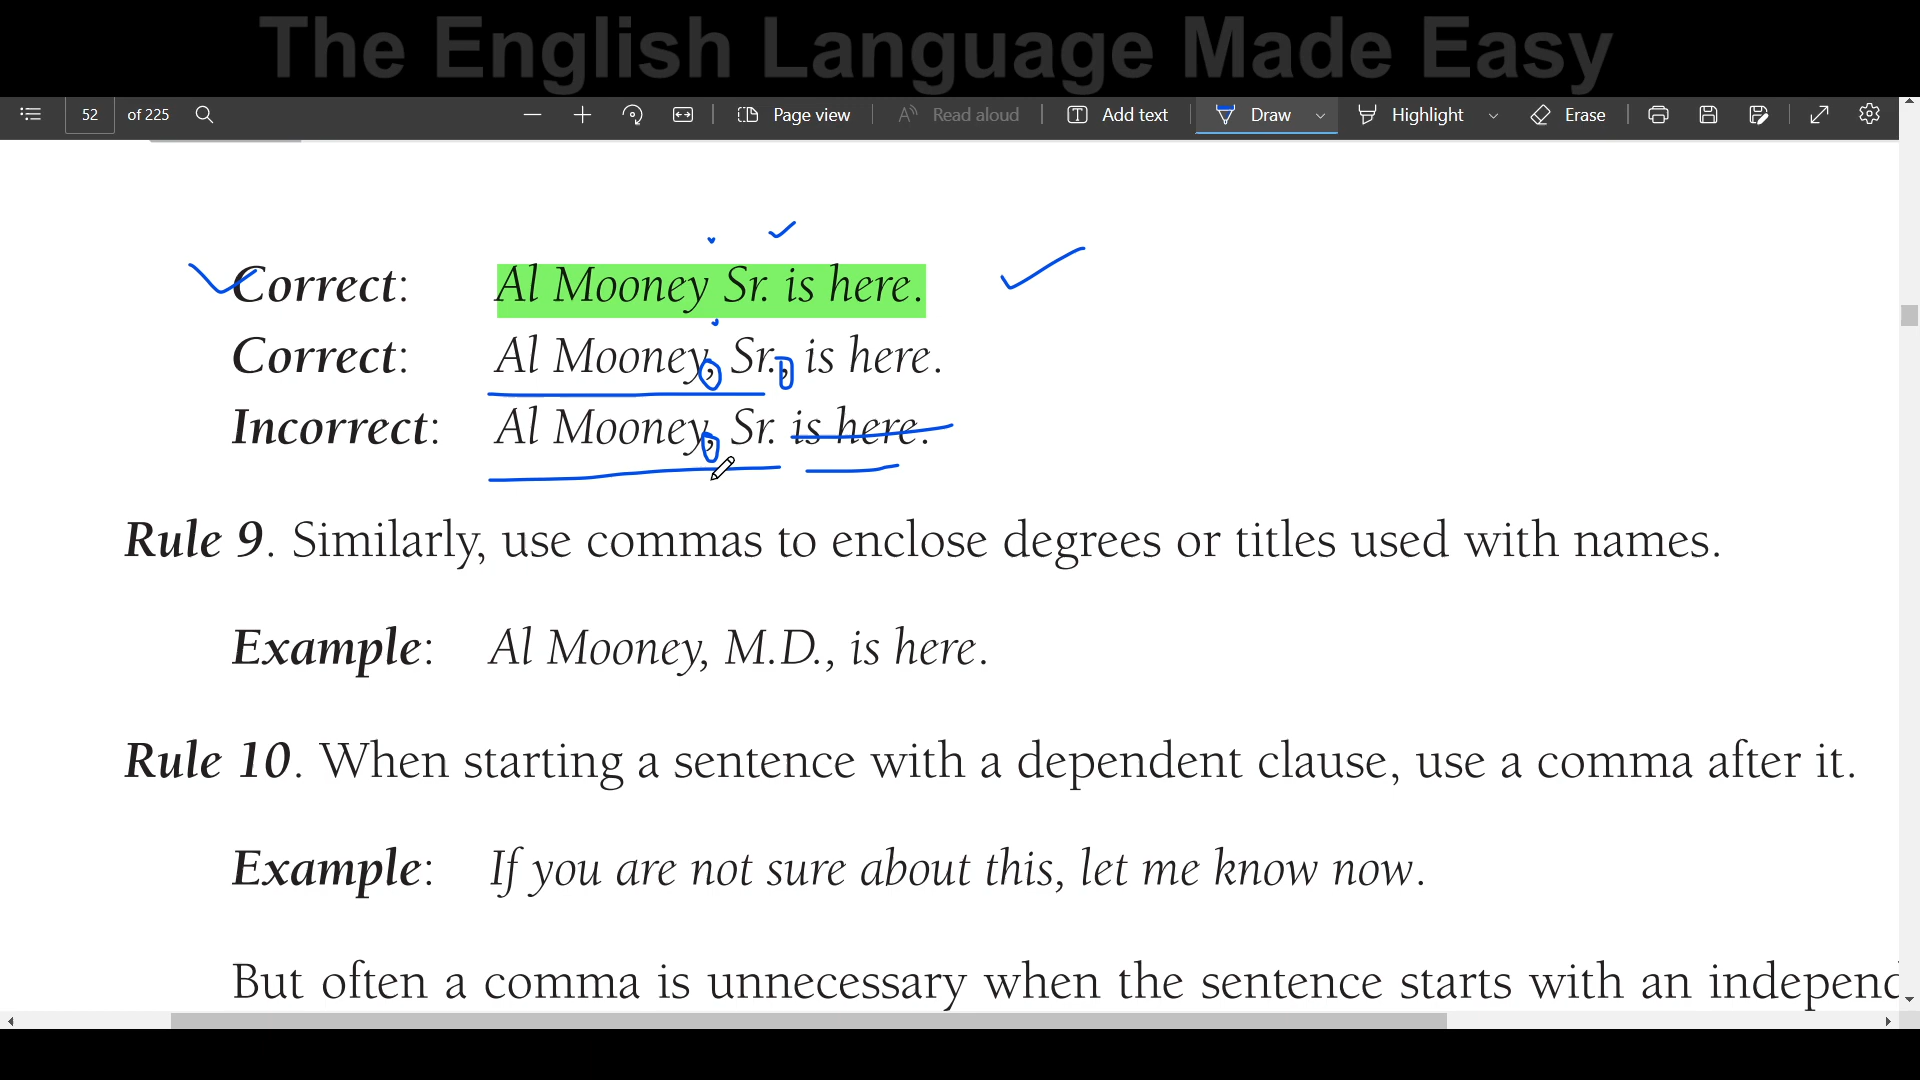 The English Language Made Easy
52 of 225 Page view Read aloud Add text Draw Highlight Erase
Correct: Al Mooney Sr. is here.
Correct: Al Mooney, Sr., is here.
Incorrect: Al Mooney, Sr. is here.
Rule 9. Similarly, use commas to enclose degrees or titles used with names.
Example: Al Mooney, M.D., is here.
Rule 10. When starting a sentence with a dependent clause, use a comma after it.
Example: If you are not sure about this, let me know now.
But often a comma is unnecessary when the sentence starts with an